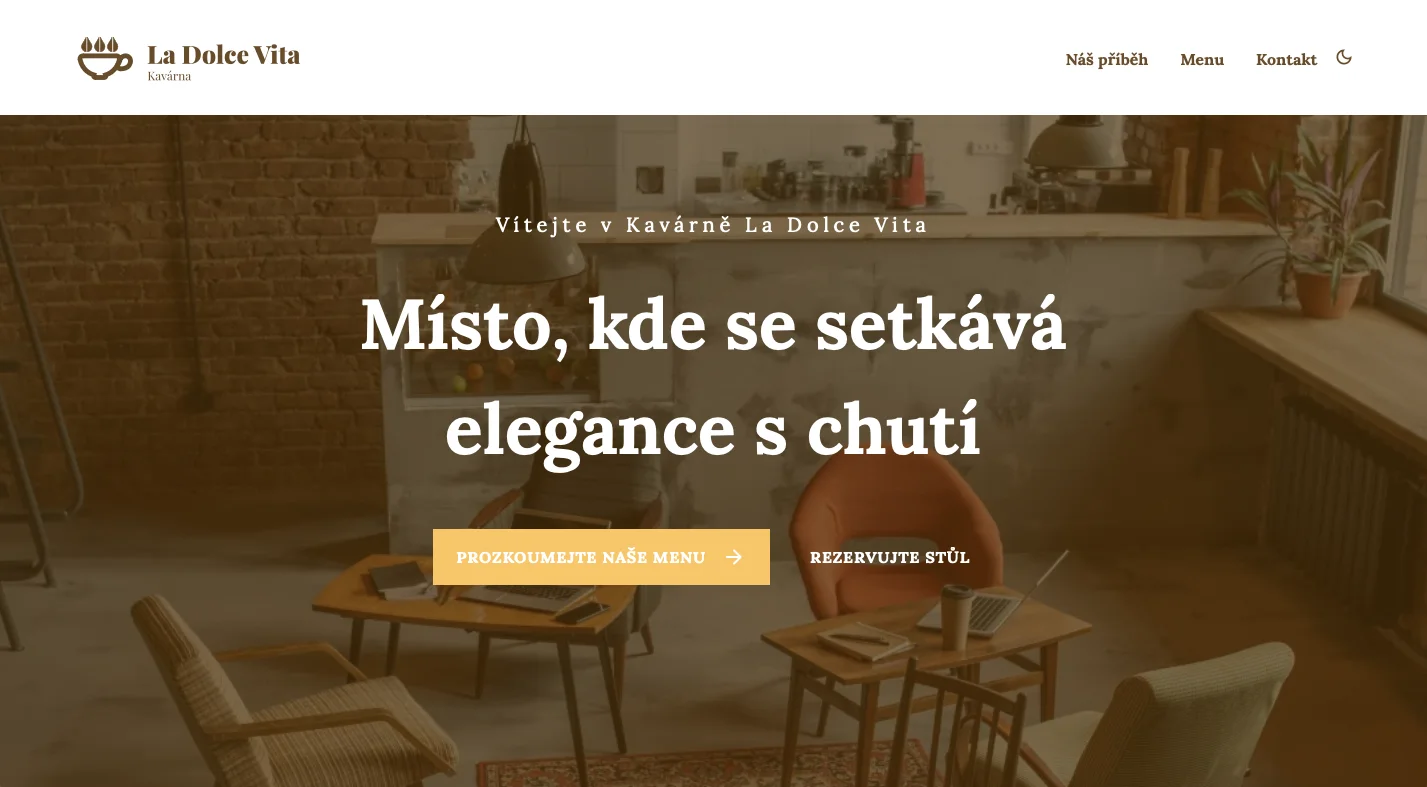 La Dolce Vita
Kavárna
Náš příběh
Menu
Kontakt
Vítejte v Kavárně La Dolce Vita
Místo, kde se setkává
elegance s chutí
PROZKOUMEJTE NAŠE MENU
REZERVUJTE STŮL